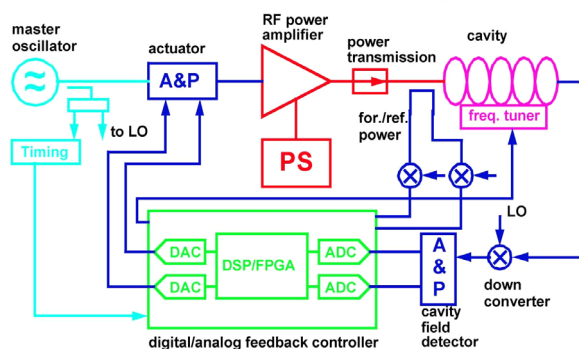 master
oscillator
actuator
A&P
RF power
amplifier
power
transmission
cavity
freq. tuner
to LO
Timing
PS
for./ref.
power
LO
DAC
DSP/FPGA
ADC
DAC
ADC
A
&
P
down
converter
cavity
field
detector
digital/analog feedback controller